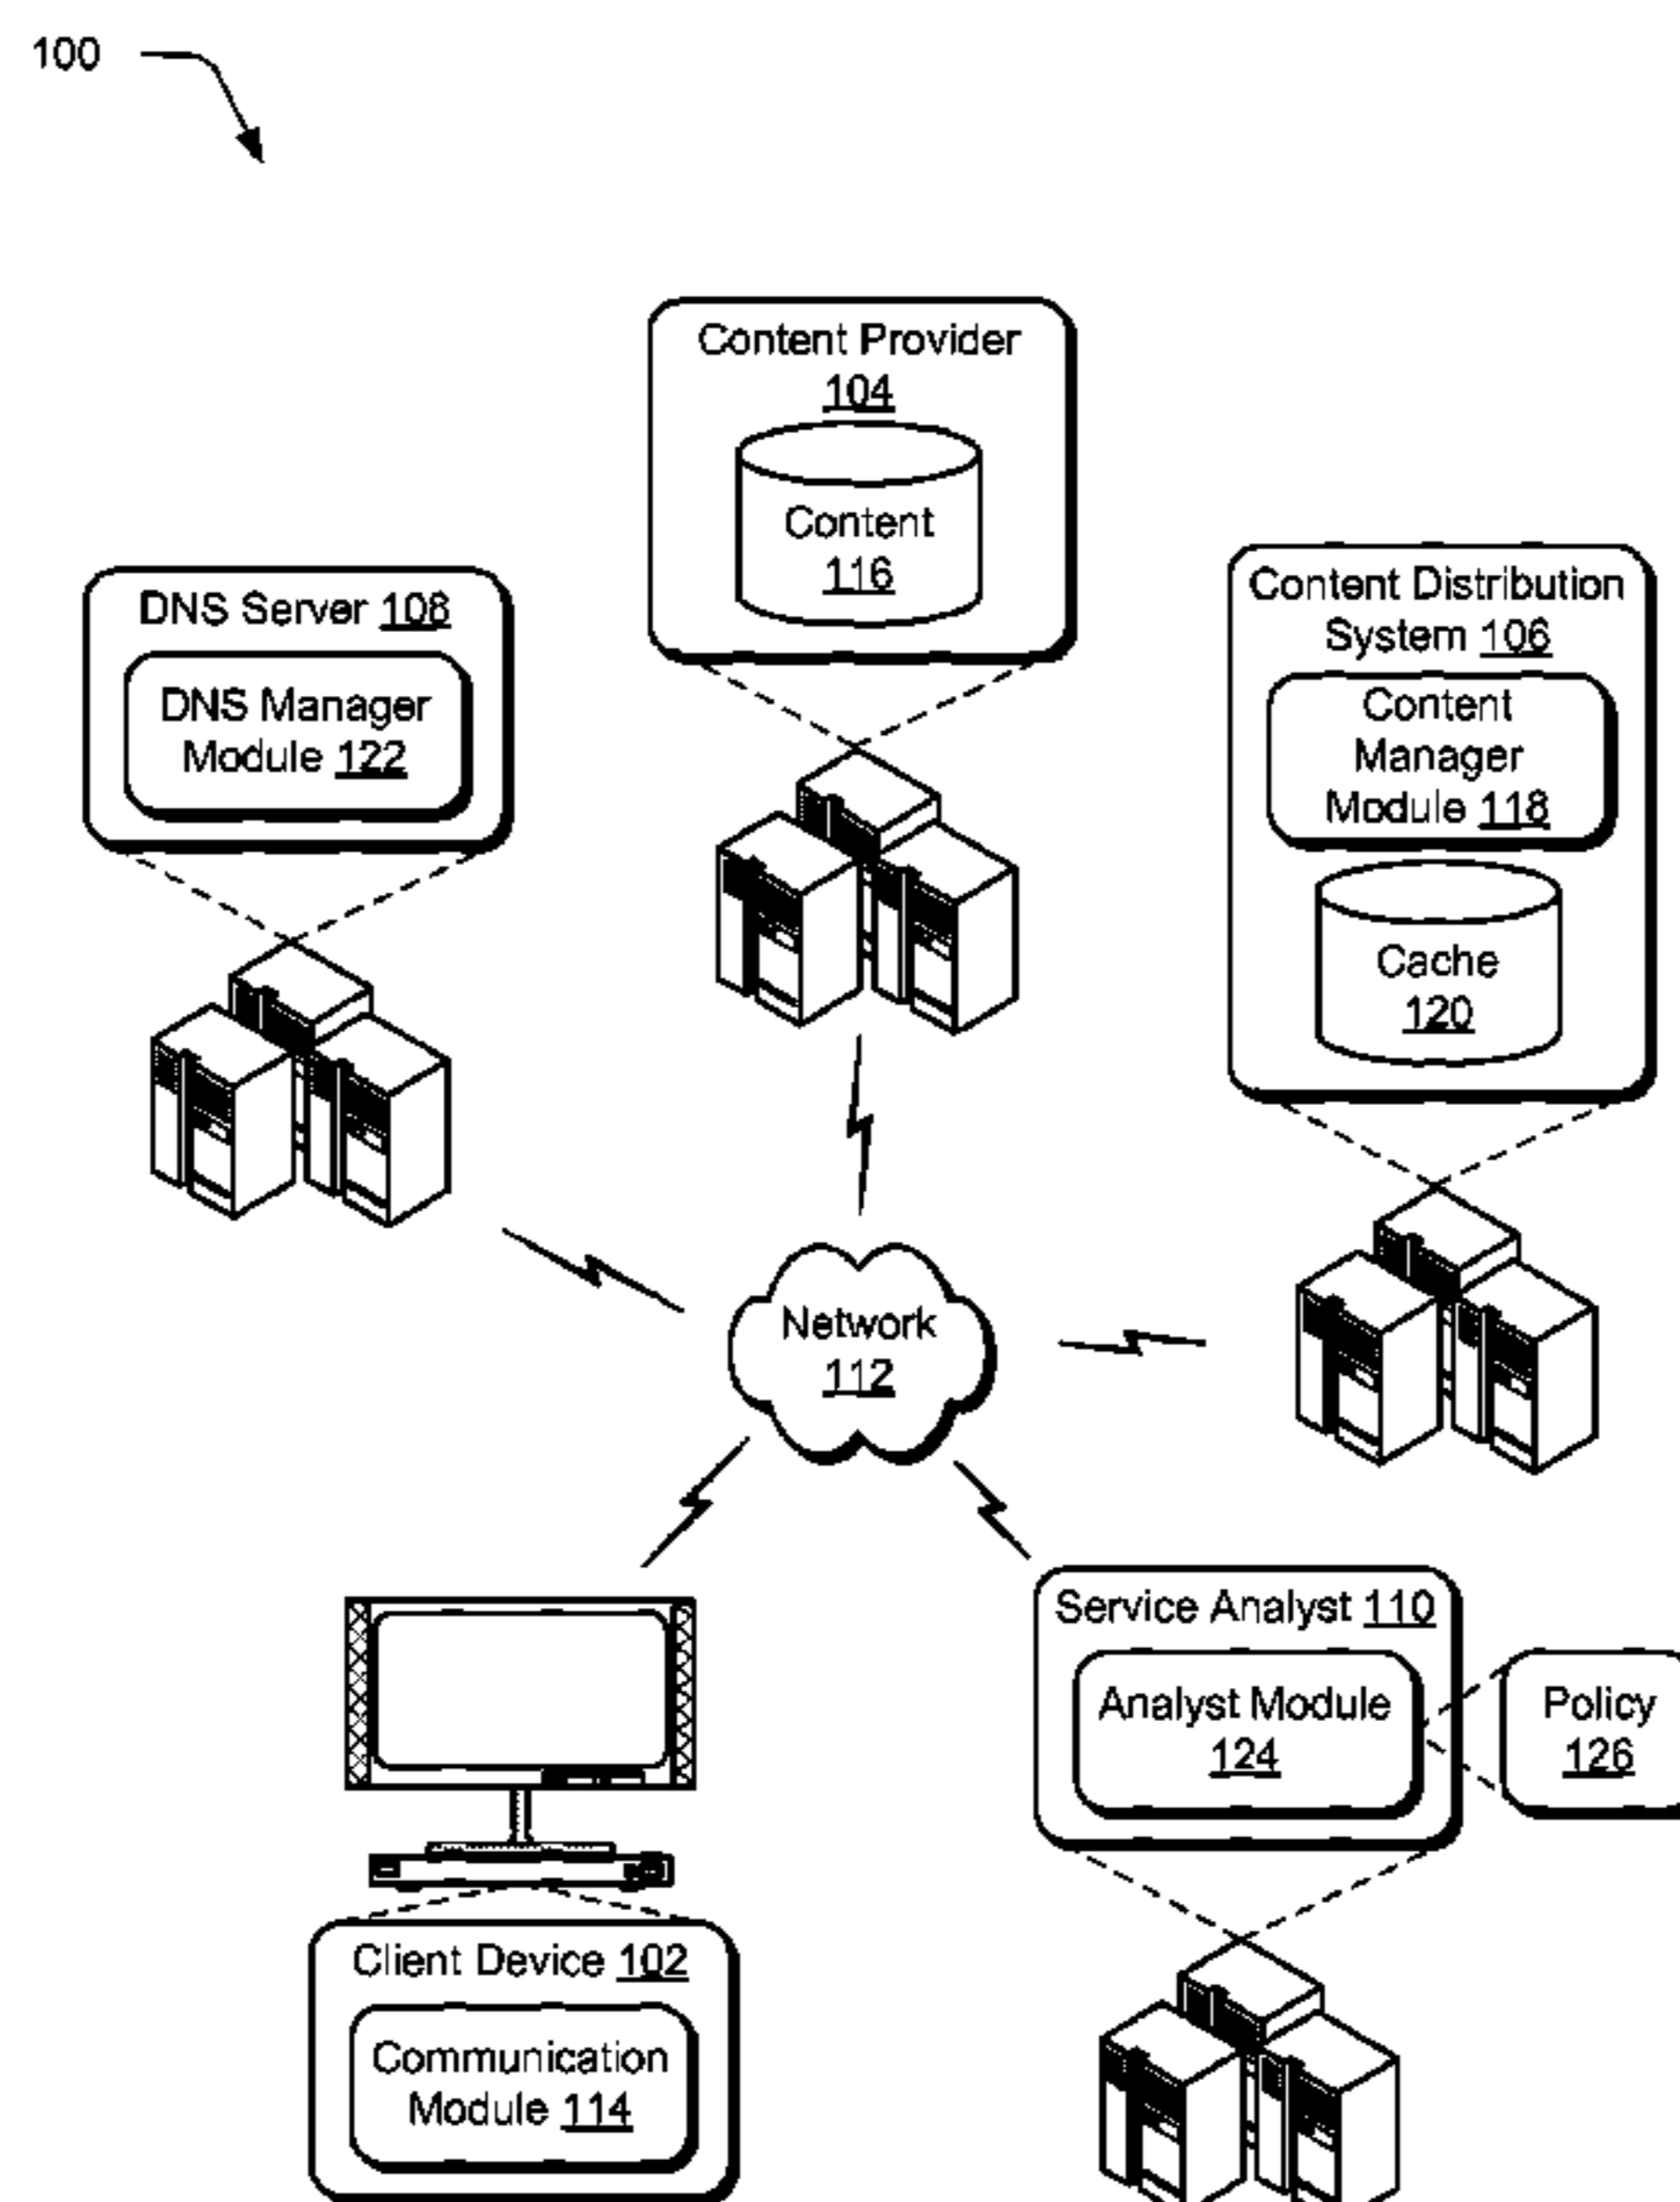 100
Content Provider
104
Content
116
DNS Server 108
DNS Manager
Module 122
Content Distribution
System 106
Content
Manager
Module 118
Cache
120
Network
112
Service Analyst 110
Analyst Module
124
Policy
126
Client Device 102
Communication
Module 114